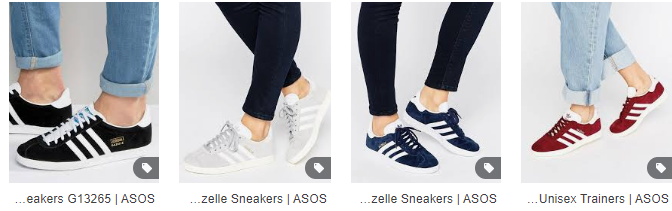 ...eakers G13265 | ASOS
...zelle Sneakers | ASOS
...zelle Sneakers | ASOS
...Unisex Trainers | ASOS